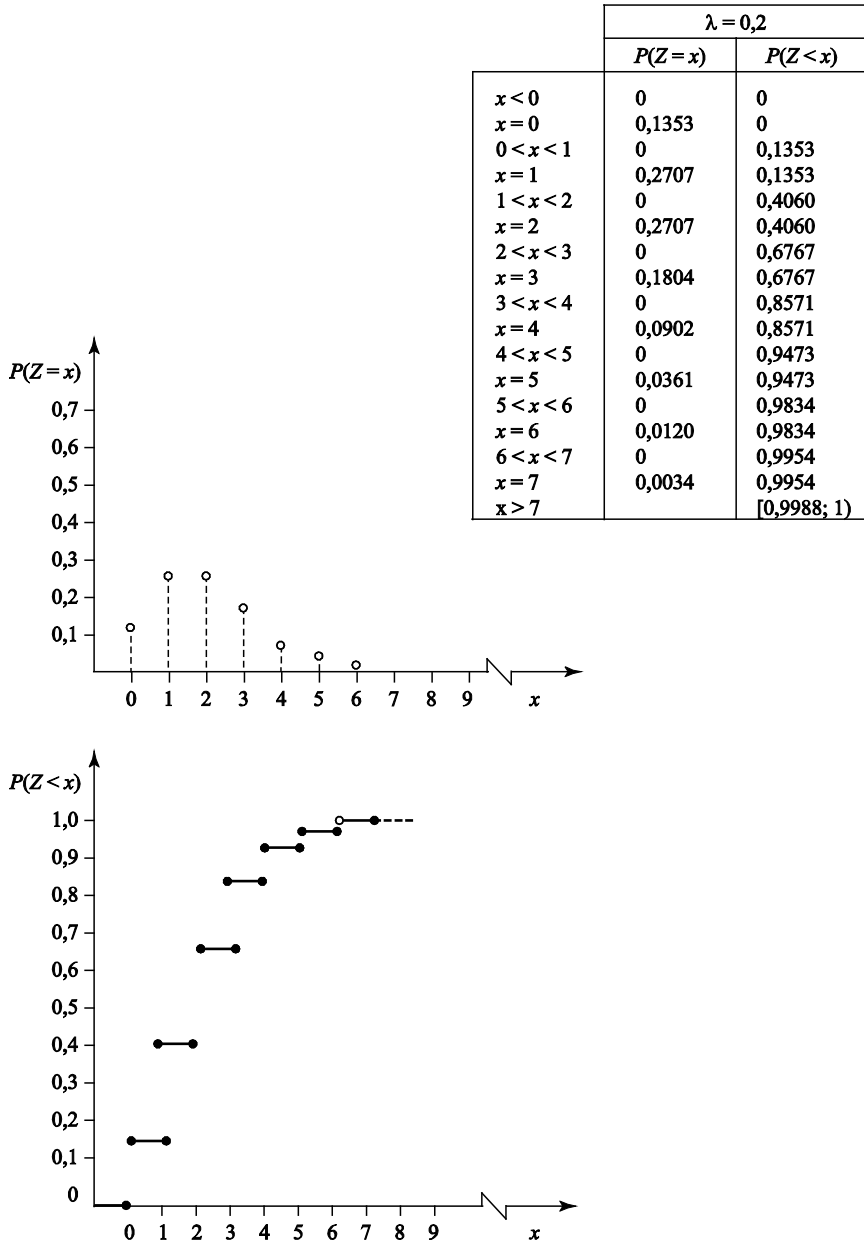 λ = 0,2
P(Z = x) P(Z < x)
x < 0 0 0
x = 0 0,1353 0
0 < x < 1 0 0,1353
x = 1 0,2707 0,1353
1 < x < 2 0 0,4060
x = 2 0,2707 0,4060
2 < x < 3 0 0,6767
x = 3 0,1804 0,6767
3 < x < 4 0 0,8571
x = 4 0,0902 0,8571
4 < x < 5 0 0,9473
x = 5 0,0361 0,9473
5 < x < 6 0 0,9834
x = 6 0,0120 0,9834
6 < x < 7 0 0,9954
x = 7 0,0034 0,9954
x > 7 [0,9988; 1)
P(Z = x)
0,7
0,6
0,5
0,4
0,3
0,2
0,1
0 1 2 3 4 5 6 7 8 9 x
P(Z < x)
1,0
0,9
0,8
0,7
0,6
0,5
0,4
0,3
0,2
0,1
0
0 1 2 3 4 5 6 7 8 9 x